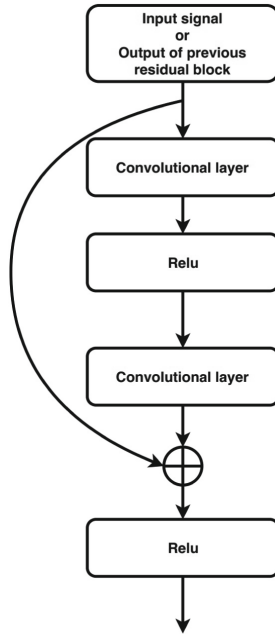 Input signal
or
Output of previous
residual block
Convolutional layer
Relu
Convolutional layer
Relu